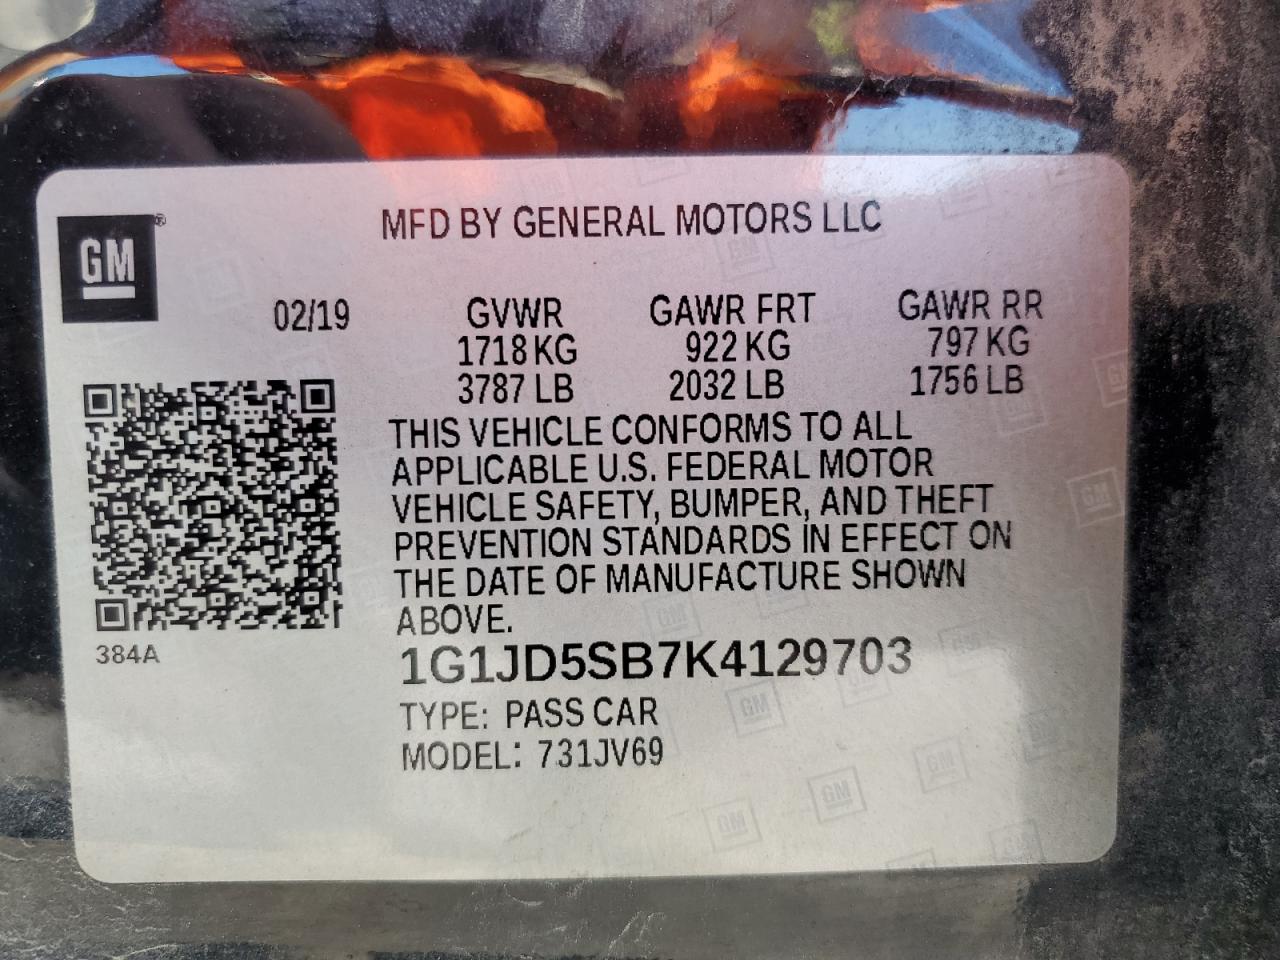 GM®
MFD BY GENERAL MOTORS LLC
02/19 GVWR GAWR FRT GAWR RR
1718 KG 922 KG 797 KG
3787 LB 2032 LB 1756 LB
THIS VEHICLE CONFORMS TO ALL
APPLICABLE U.S. FEDERAL MOTOR
VEHICLE SAFETY, BUMPER, AND THEFT
PREVENTION STANDARDS IN EFFECT ON
THE DATE OF MANUFACTURE SHOWN
ABOVE.
384A
1G1JD5SB7K4129703
TYPE: PASS CAR
MODEL: 731JV69